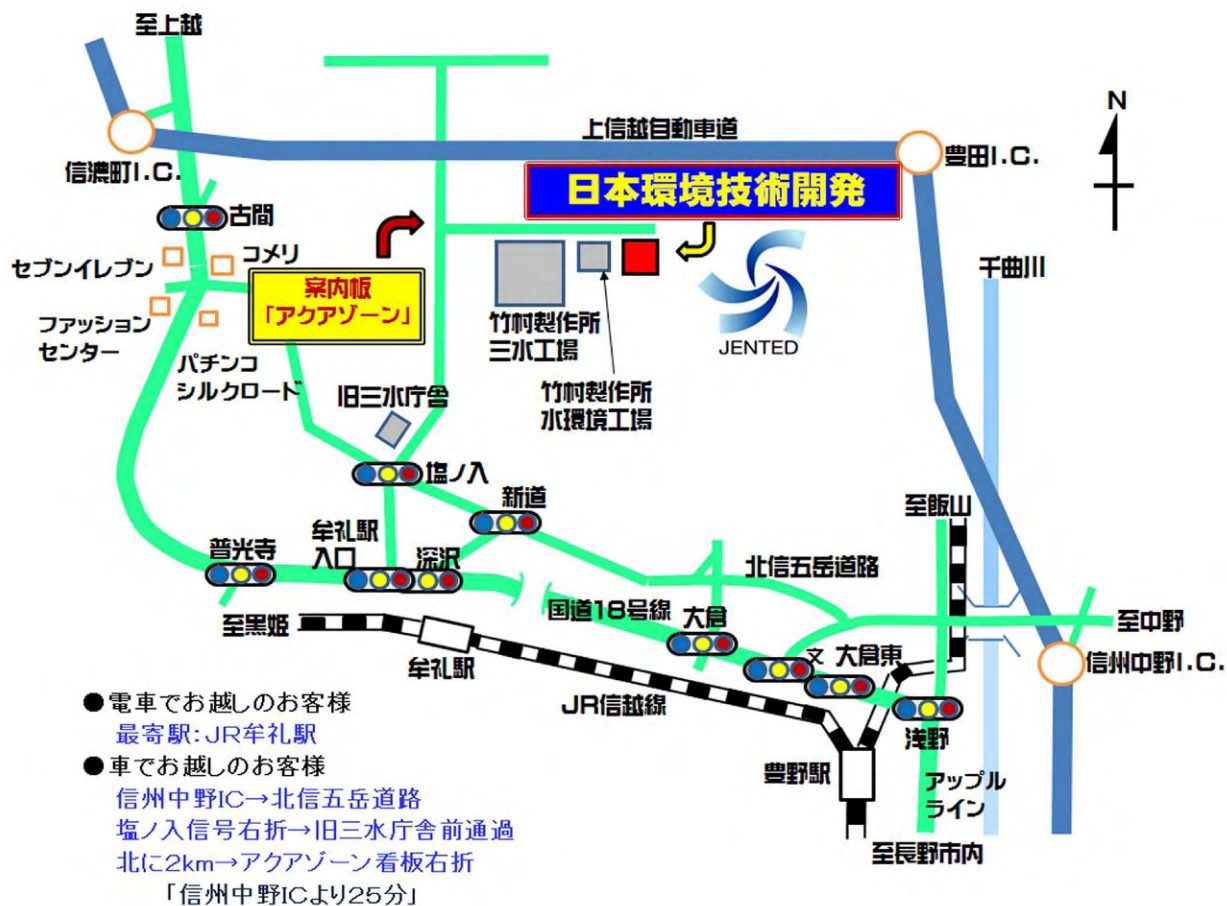 至上越
N
上信越自動車道
信濃町I.C.
豊田I.C.
日本環境技術開発
古間
コメリ
セブンイレブン
千曲川
案内板
「アクアゾーン」
ファッション
センター
竹村製作所
三水工場
JENTED
パチンコ
シルクロード
竹村製作所
水環境工場
旧三水庁舎
塩ノ入
新道
至飯山
牟礼駅
入口
深沢
普光寺
北信五岳道路
国道18号線
大倉
至黒姫
至中野
牟礼駅
文
大倉東
信州中野I.C.
JR信越線
浅野
豊野駅
アップル
ライン
至長野市内
●電車でお越しのお客様
最寄駅:JR牟礼駅
●車でお越しのお客様
信州中野IC→北信五岳道路
塩ノ入信号右折→旧三水庁舎前通過
北に2km→アクアゾーン看板右折
「信州中野ICより25分」